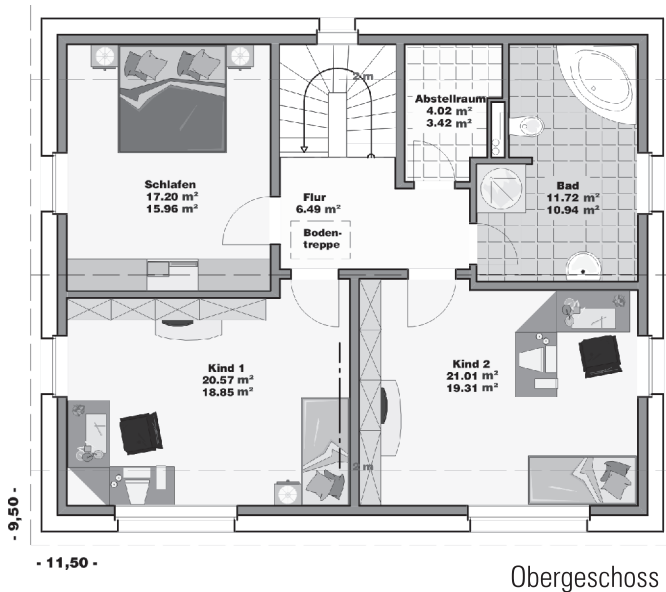 2 m
Abstellraum
4.02 m²
3.42 m²
Schlafen
17.20 m²
15.96 m²
Flur
6.49 m²
Boden-
treppe
Bad
11.72 m²
10.94 m²
Kind 1
20.57 m²
18.85 m²
Kind 2
21.01 m²
19.31 m²
2 m
- 9,50 -
- 11,50 -
Obergeschoss